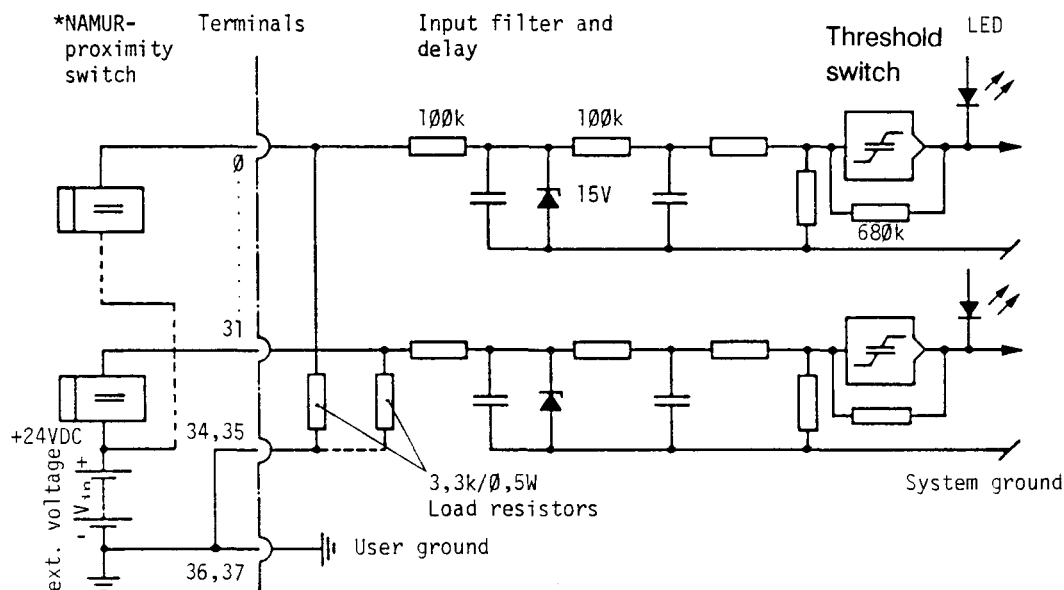 *NAMUR-
proximity
switch
Terminals
Input filter and
delay
Threshold
switch
LED
100k
100k
0
15V
680k
31
+24VDC
34,35
3,3k/0,5W
Load resistors
System ground
ext. voltage
+
Vin
-
User ground
36,37